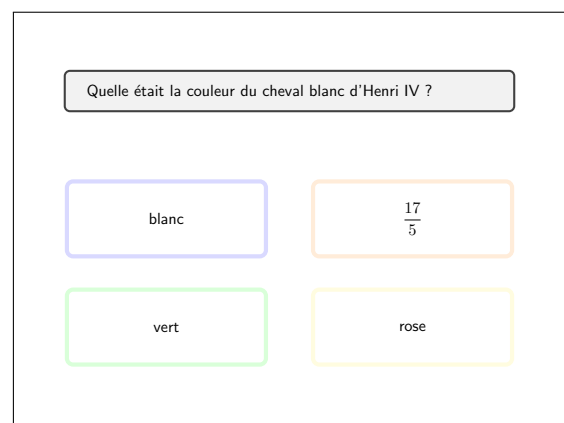 Quelle était la couleur du cheval blanc d'Henri IV ?
blanc
17
5
vert
rose